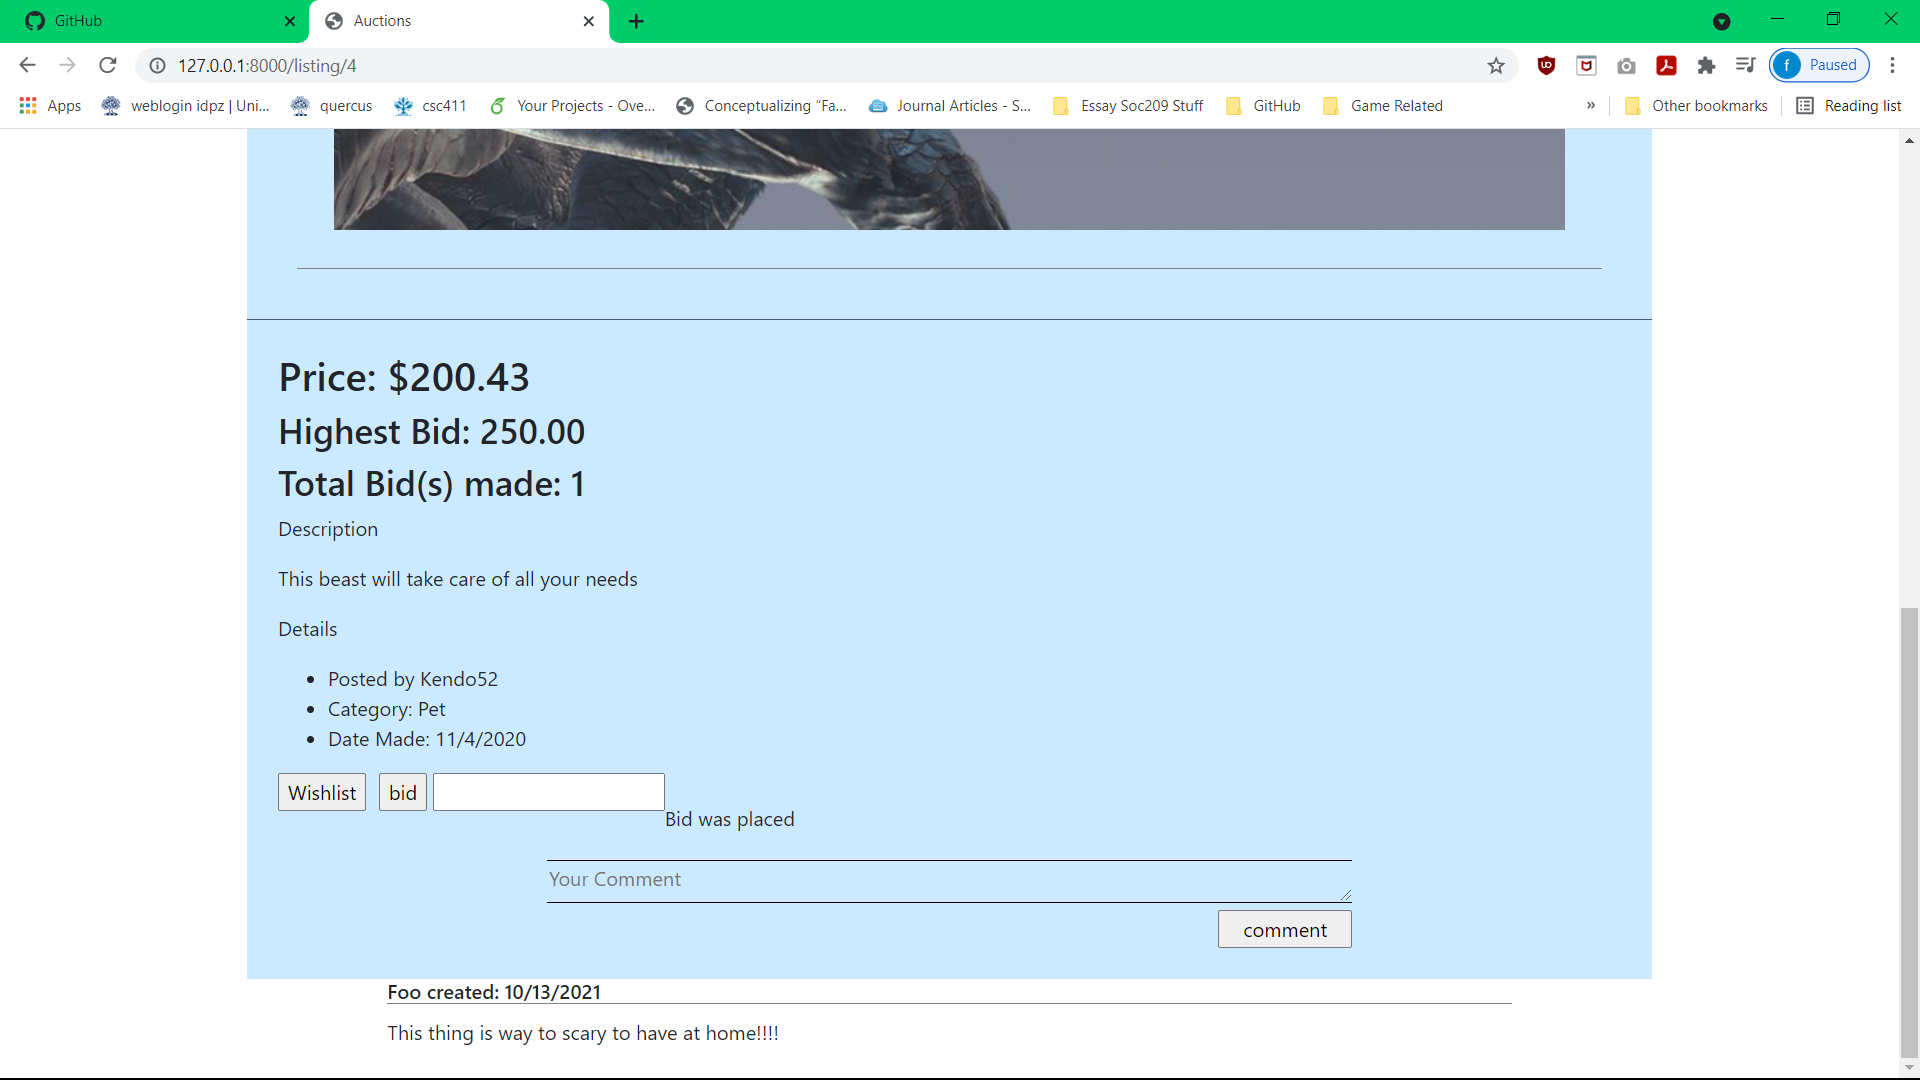 GitHub
Auctions
127.0.0.1:8000/listing/4
f Paused
Apps weblogin idpz | Uni... quercus csc411 Your Projects - Ove... Conceptualizing “Fa... Journal Articles - S... Essay Soc209 Stuff GitHub Game Related » Other bookmarks Reading list
Price: $200.43
Highest Bid: 250.00
Total Bid(s) made: 1
Description
This beast will take care of all your needs
Details
• Posted by Kendo52
• Category: Pet
• Date Made: 11/4/2020
Wishlist bid
Bid was placed
Your Comment
comment
Foo created: 10/13/2021
This thing is way to scary to have at home!!!!